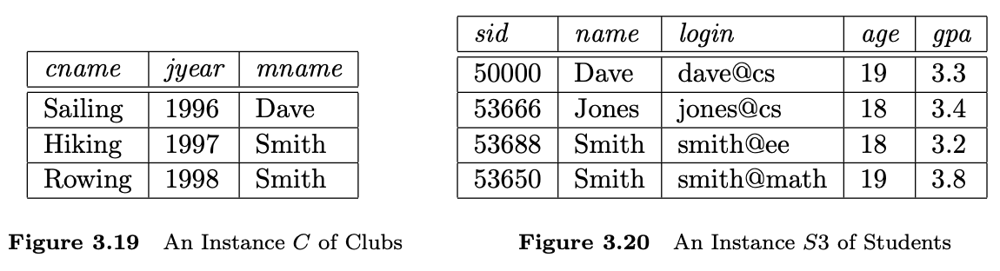 cname jyear mname
Sailing 1996 Dave
Hiking 1997 Smith
Rowing 1998 Smith
Figure 3.19 An Instance C of Clubs
sid name login age gpa
50000 Dave dave@cs 19 3.3
53666 Jones jones@cs 18 3.4
53688 Smith smith@ee 18 3.2
53650 Smith smith@math 19 3.8
Figure 3.20 An Instance S3 of Students